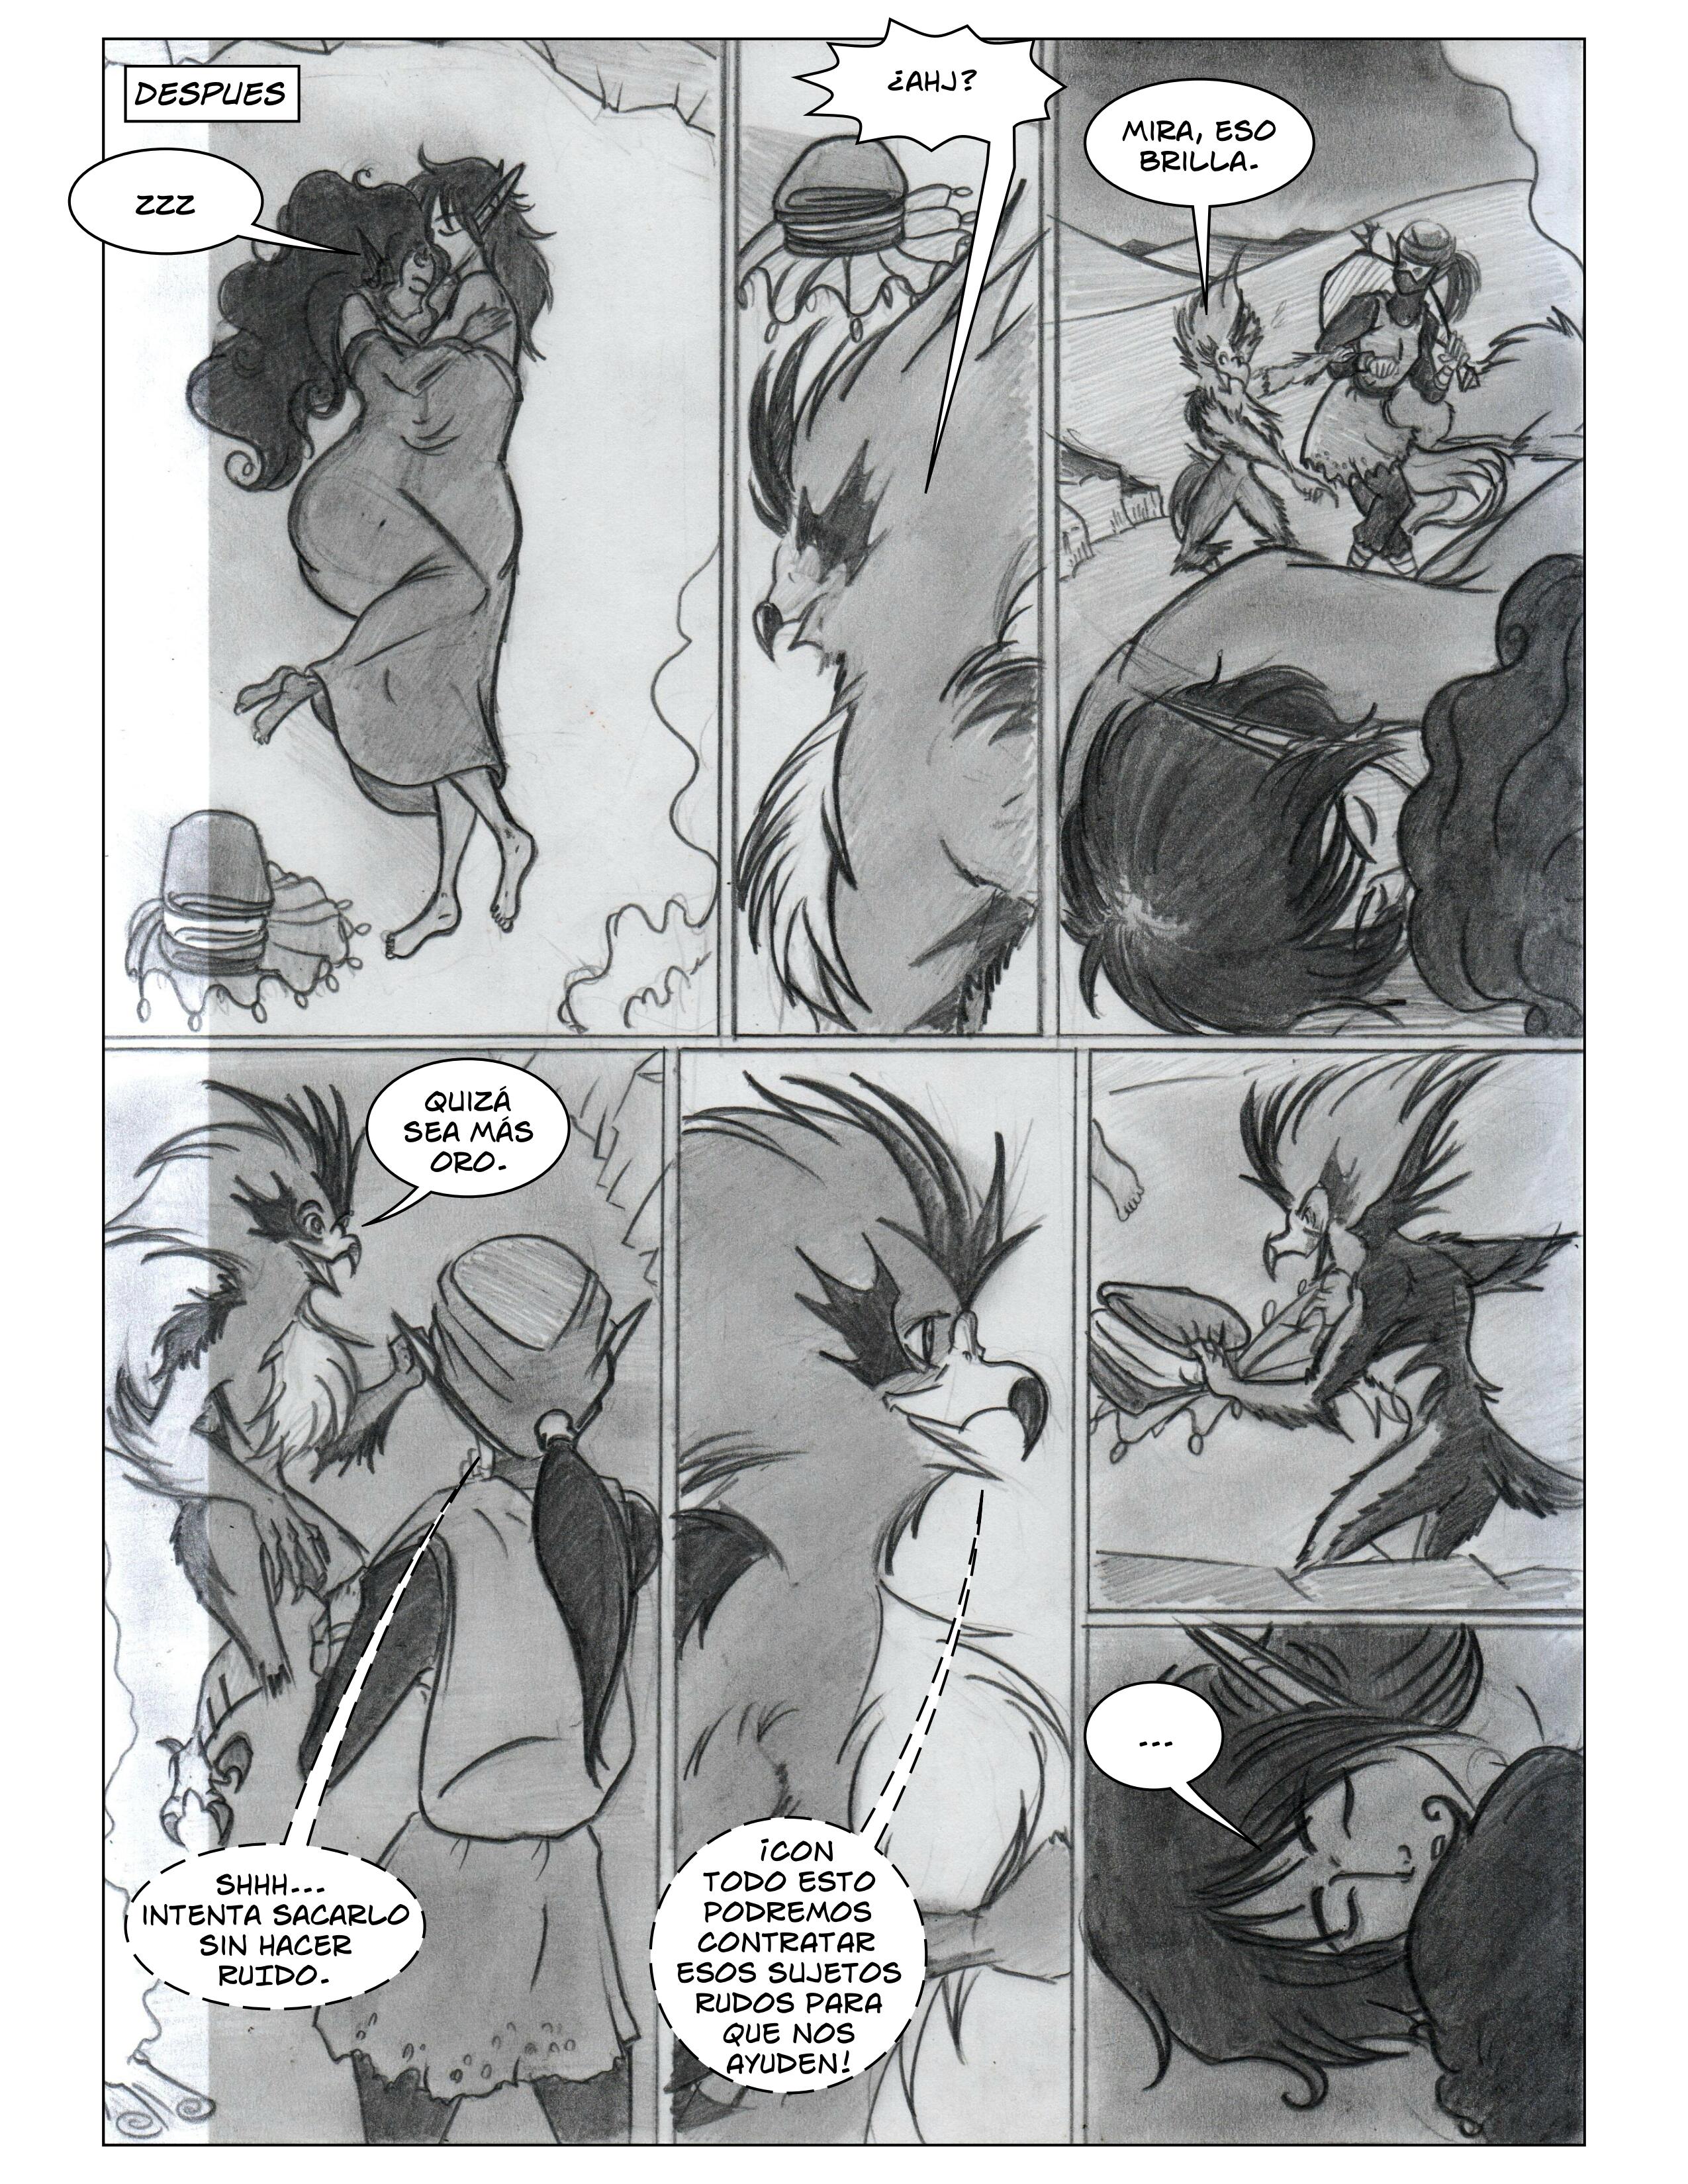 DESPUES
ZZZ
¿AHJ?
MIRA, ESO
BRILLA.
QUIZÁ
SEA MÁS
ORO.
SHHH...
INTENTA SACARLO
SIN HACER
RUIDO.
¡CON
TODO ESTO
PODREMOS
CONTRATAR
ESOS SUJETOS
RUDOS PARA
QUE NOS
AYUDEN!
...